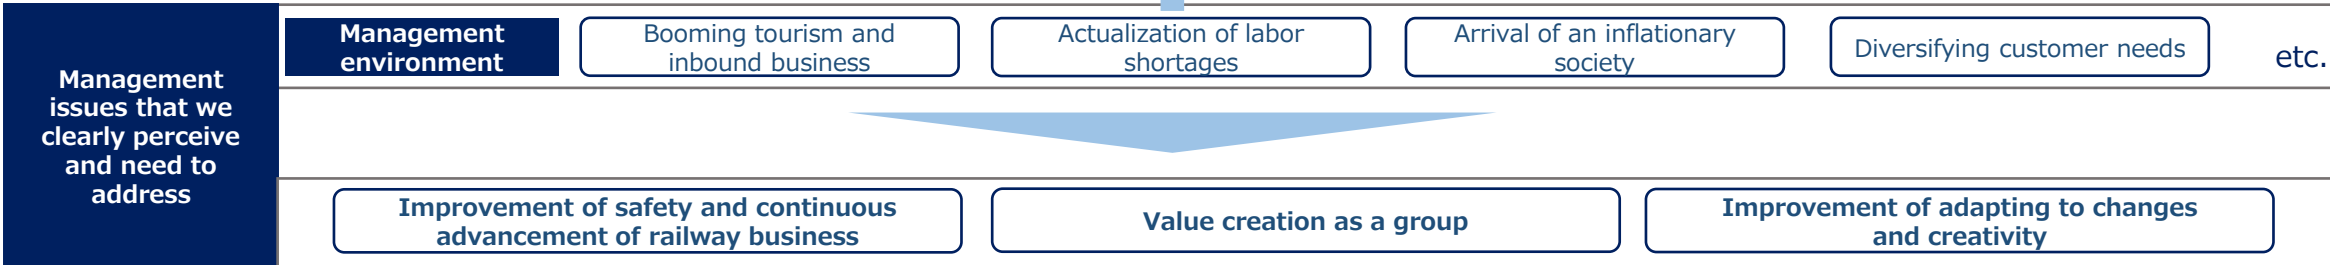 Management
issues that we
clearly perceive
and need to
address
Management
environment
Booming tourism and
inbound business
Actualization of labor
shortages
Arrival of an inflationary
society
Diversifying customer needs
etc.
Improvement of safety and continuous
advancement of railway business
Value creation as a group
Improvement of adapting to changes
and creativity